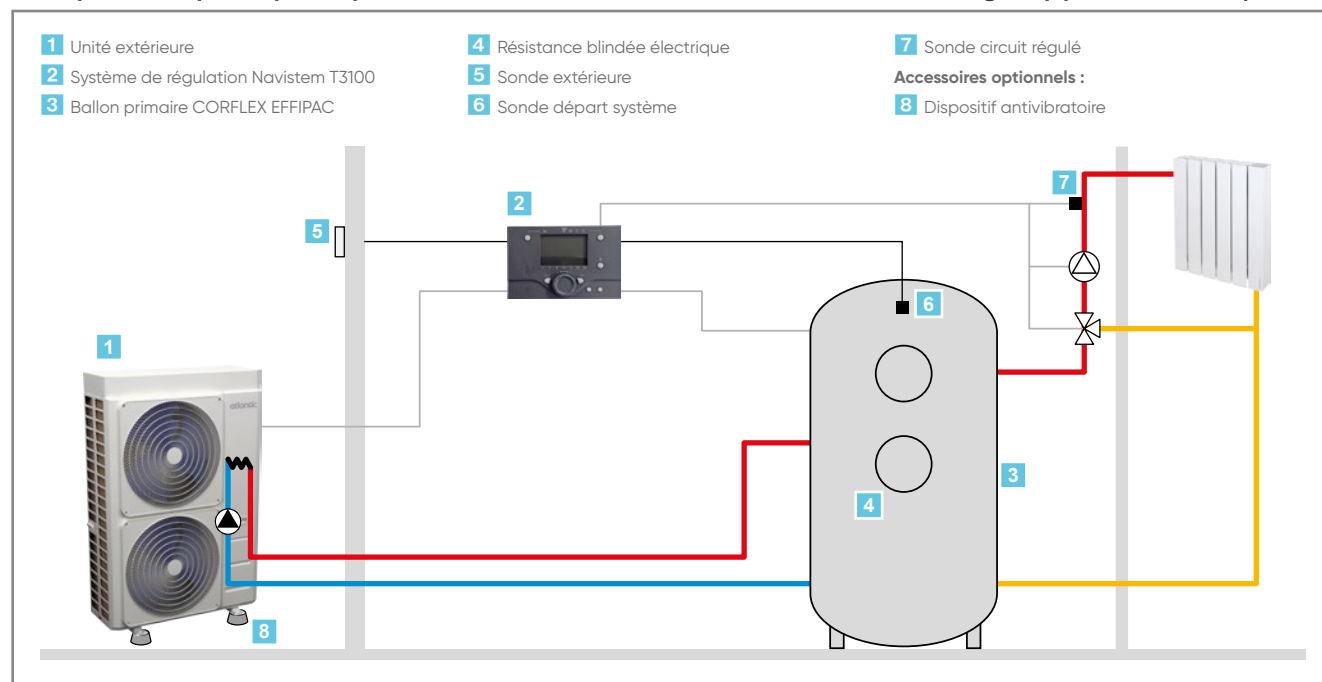 1 Unité extérieure
2 Système de régulation Navistem T3100
3 Ballon primaire CORFLEX EFFIPAC
4 Résistance blindée électrique
5 Sonde extérieure
6 Sonde départ système
7 Sonde circuit régulé
Accessoires optionnels :
8 Dispositif antivibratoire
7
2
5
6
1
atlantic
3
4
8